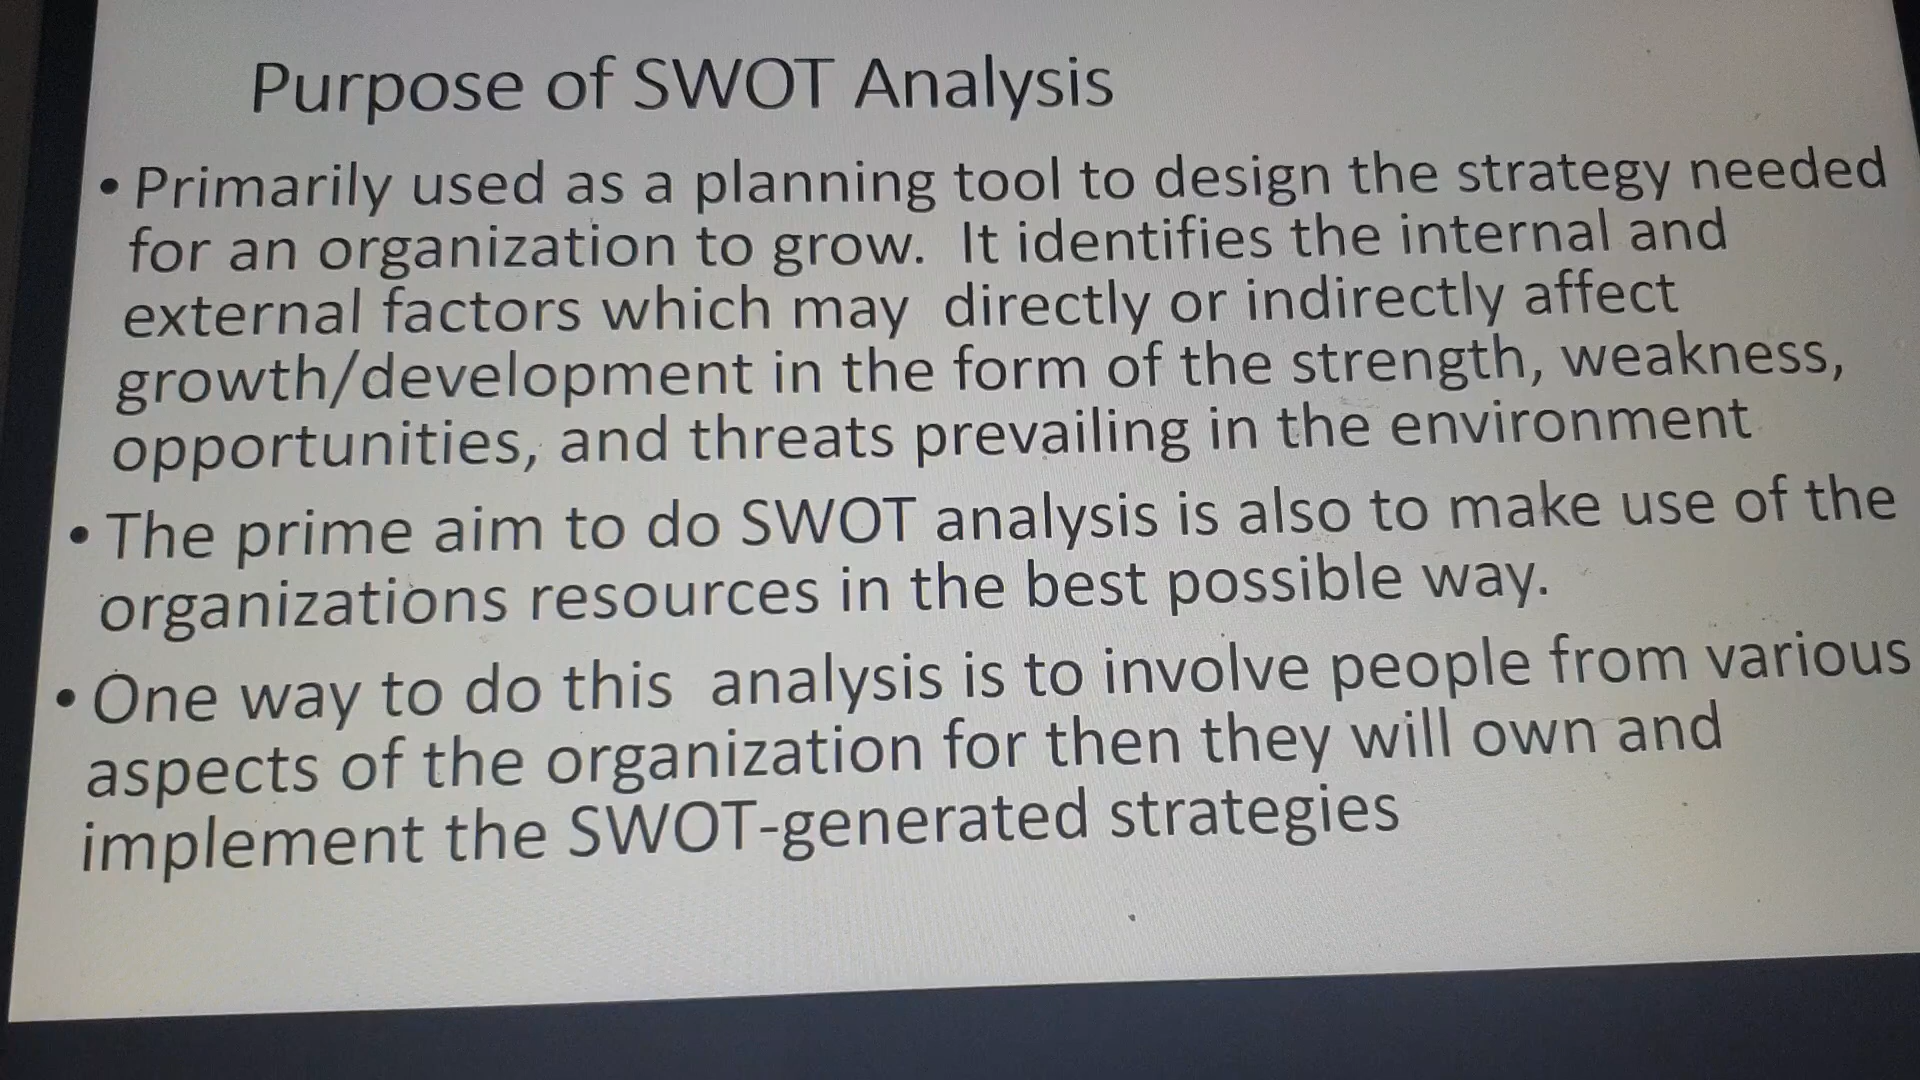 Purpose of SWOT Analysis
• Primarily used as a planning tool to design the strategy needed
for an organization to grow.  It identifies the internal and
external factors which may  directly or indirectly affect
growth/development in the form of the strength, weakness,
opportunities, and threats prevailing in the environment
• The prime aim to do SWOT analysis is also to make use of the
organizations resources in the best possible way.
• One way to do this  analysis is to involve people from various
aspects of the organization for then they will own and
implement the SWOT-generated strategies